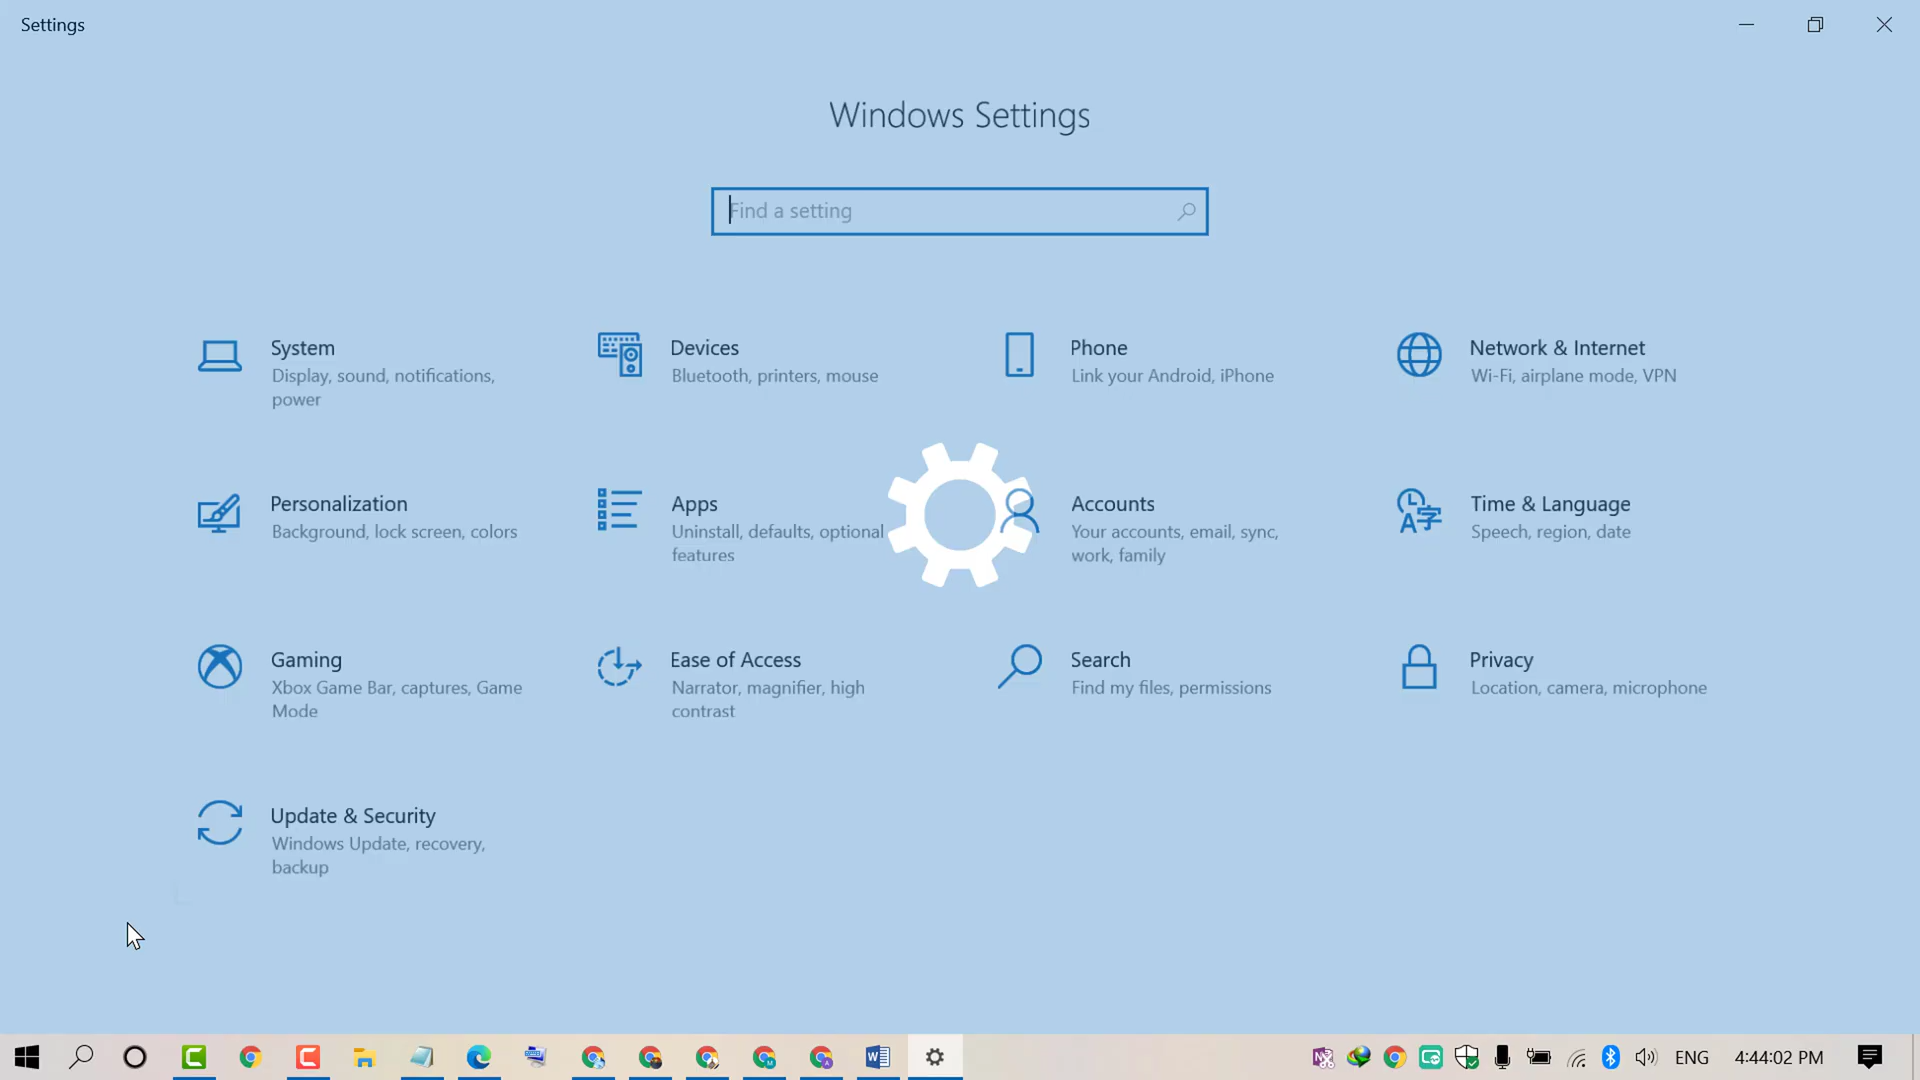 Settings
Windows Settings
Find a setting
System
Display, sound, notifications,
power
Devices
Bluetooth, printers, mouse
Phone
Link your Android, iPhone
Network & Internet
Wi-Fi, airplane mode, VPN
Personalization
Background, lock screen, colors
Apps
Uninstall, defaults, optional
features
Accounts
Your accounts, email, sync,
work, family
Time & Language
Speech, region, date
Gaming
Xbox Game Bar, captures, Game
Mode
Ease of Access
Narrator, magnifier, high
contrast
Search
Find my files, permissions
Privacy
Location, camera, microphone
Update & Security
Windows Update, recovery,
backup
ENG
4:44:02 PM